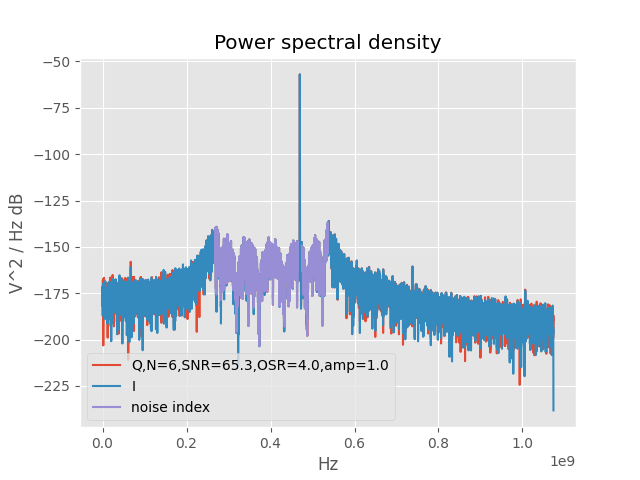 Power spectral density
V^2 / Hz dB
−50
−75
−100
−125
−150
−175
−200
−225
Q,N=6,SNR=65.3,OSR=4.0,amp=1.0
I
noise index
0.0 0.2 0.4 0.6 0.8 1.0
1e9
Hz